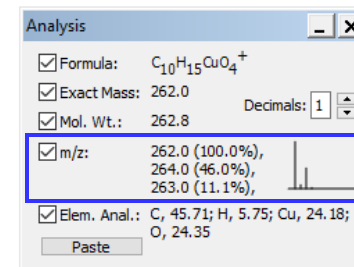 Analysis
Formula: C₁₀H₁₅CuO₄⁺
Exact Mass: 262.0
Decimals: 1
Mol. Wt.: 262.8
m/z: 262.0 (100.0%),
264.0 (46.0%),
263.0 (11.1%),
Elem. Anal.: C, 45.71; H, 5.75; Cu, 24.18;
O, 24.35
Paste